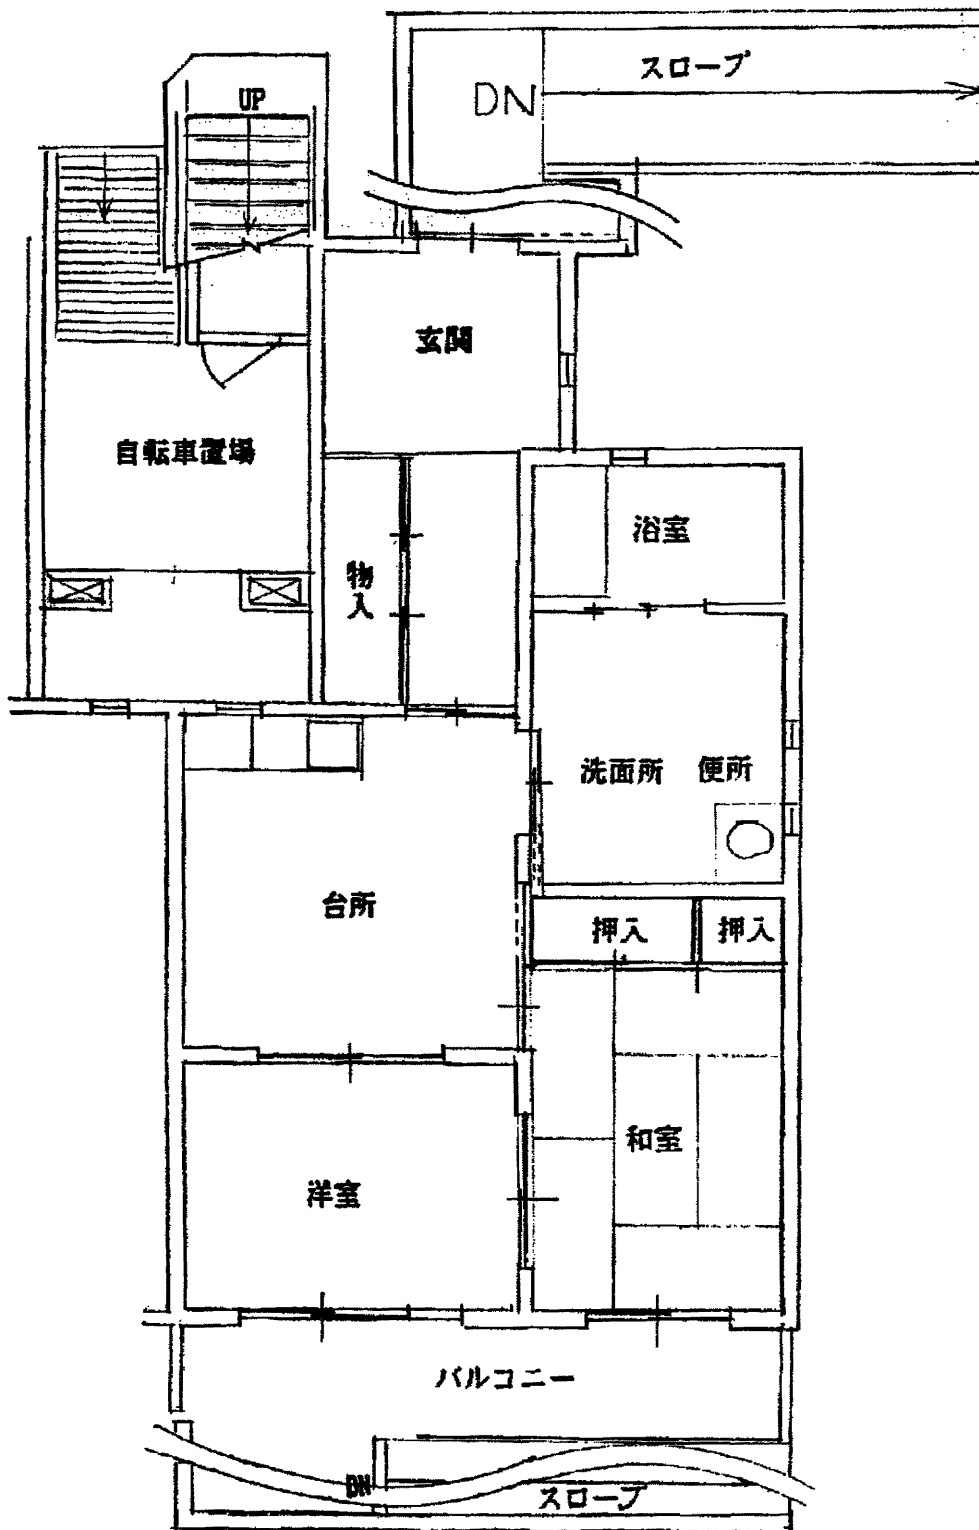 スロープ
DN
UP
玄関
自転車置場
浴室
物入
洗面所 便所
台所
押入 押入
和室
洋室
バルコニー
DN
スロープ